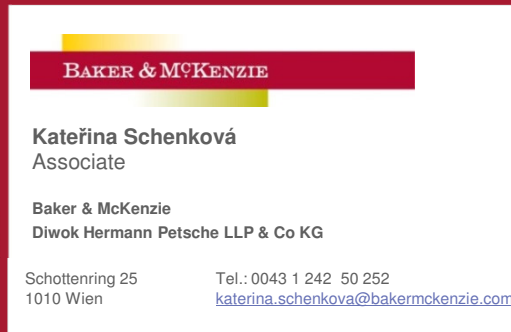 BAKER & MCKENZIE
Kateřina Schenková
Associate
Baker & McKenzie
Diwok Hermann Petsche LLP & Co KG
Schottenring 25
Tel.: 0043 1 242  50 252
1010 Wien
katerina.schenkova@bakermckenzie.com